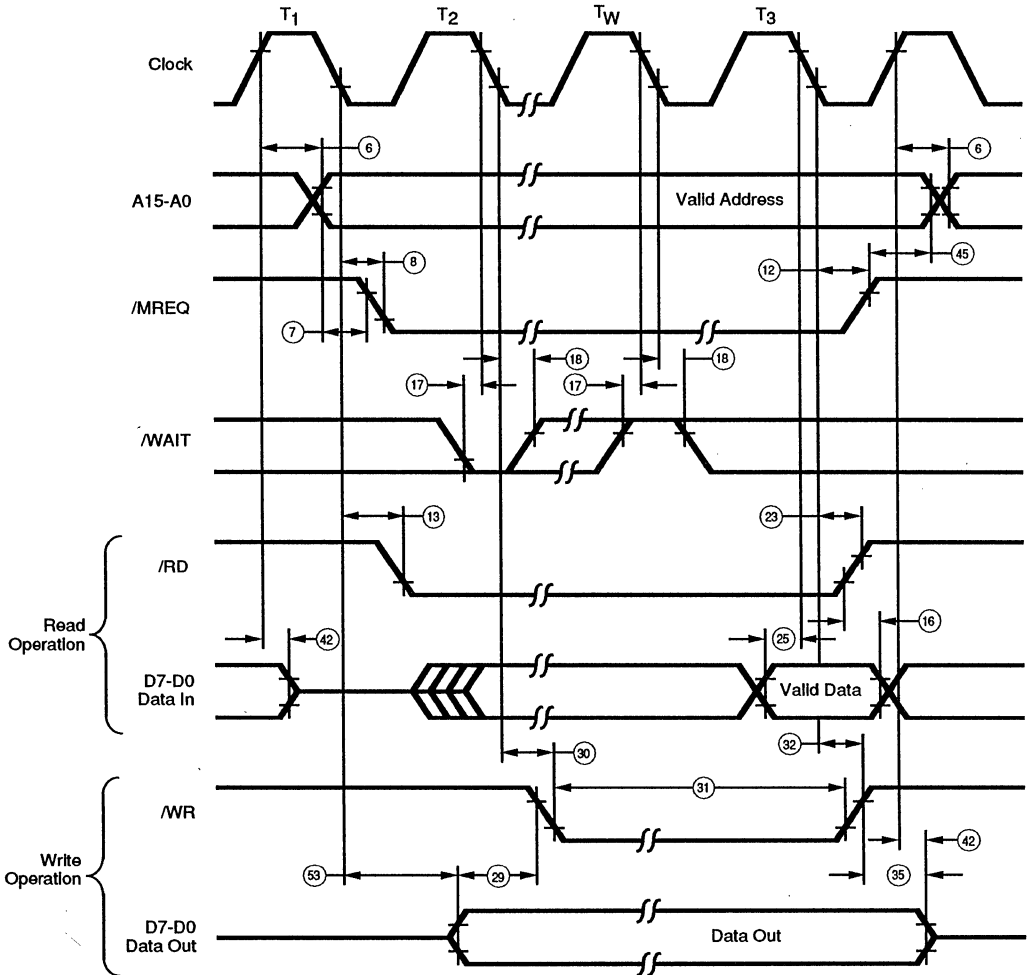 T1 T2 TW T3
Clock
6 6
A15-A0 Valid Address
8 12 45
/MREQ
7
18 18
17 17
/WAIT
13 23
/RD
Read
Operation
16
42 25
D7-D0
Data In
Valid Data
32
30
31
/WR
42
Write
Operation
53 29 35
D7-D0
Data Out
Data Out